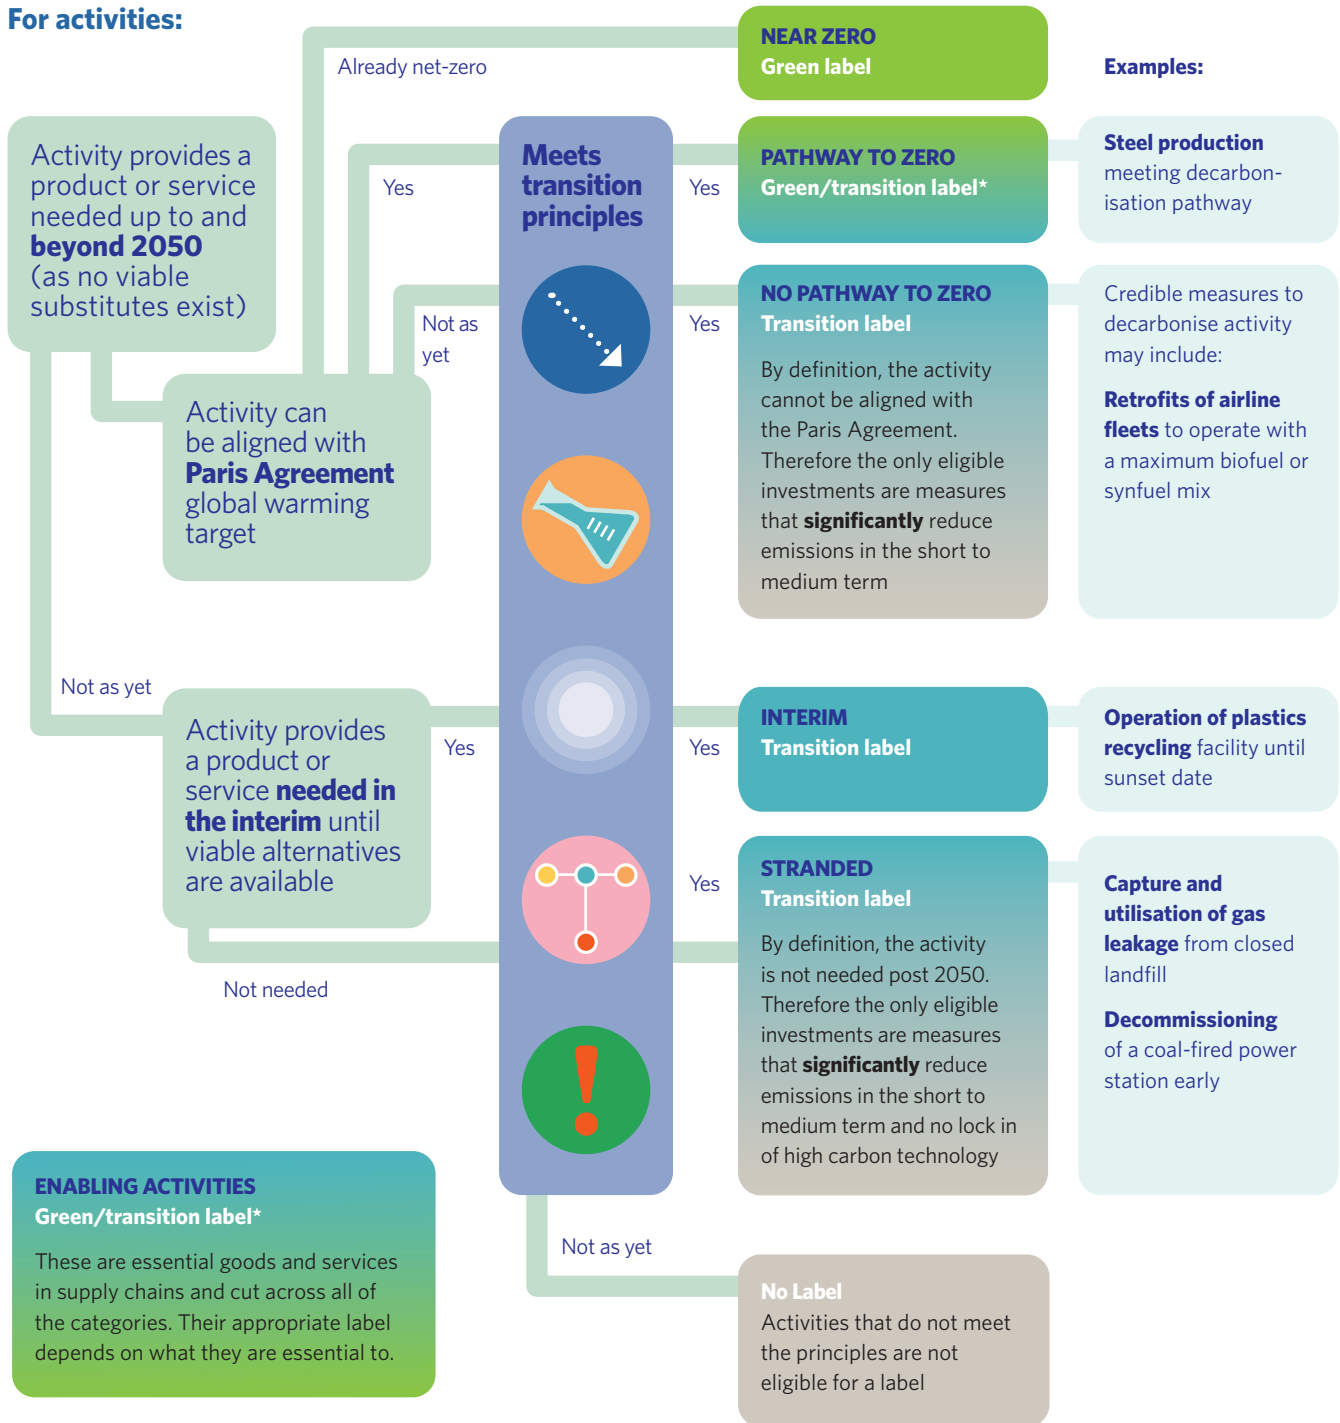 For activities:
Already net-zero
NEAR ZERO
Green label
Examples:
Activity provides a
product or service
needed up to and
beyond 2050
(as no viable
substitutes exist)
Yes
Meets
transition
principles
Yes
PATHWAY TO ZERO
Green/transition label*
Steel production
meeting decarbon-
isation pathway
Activity can
be aligned with
Paris Agreement
global warming
target
Not as
yet
Yes
NO PATHWAY TO ZERO
Transition label
By definition, the activity
cannot be aligned with
the Paris Agreement.
Therefore the only eligible
investments are measures
that significantly reduce
emissions in the short to
medium term
Credible measures to
decarbonise activity
may include:
Retrofits of airline
fleets to operate with
a maximum biofuel or
synfuel mix
Not as yet
Activity provides
a product or
service needed in
the interim until
viable alternatives
are available
Yes
Yes
INTERIM
Transition label
Operation of plastics
recycling facility until
sunset date
Not needed
Yes
STRANDED
Transition label
By definition, the activity
is not needed post 2050.
Therefore the only eligible
investments are measures
that significantly reduce
emissions in the short to
medium term and no lock in
of high carbon technology
Capture and
utilisation of gas
leakage from closed
landfill
Decommissioning
of a coal-fired power
station early
ENABLING ACTIVITIES
Green/transition label*
These are essential goods and services
in supply chains and cut across all of
the categories. Their appropriate label
depends on what they are essential to.
Not as yet
No Label
Activities that do not meet
the principles are not
eligible for a label